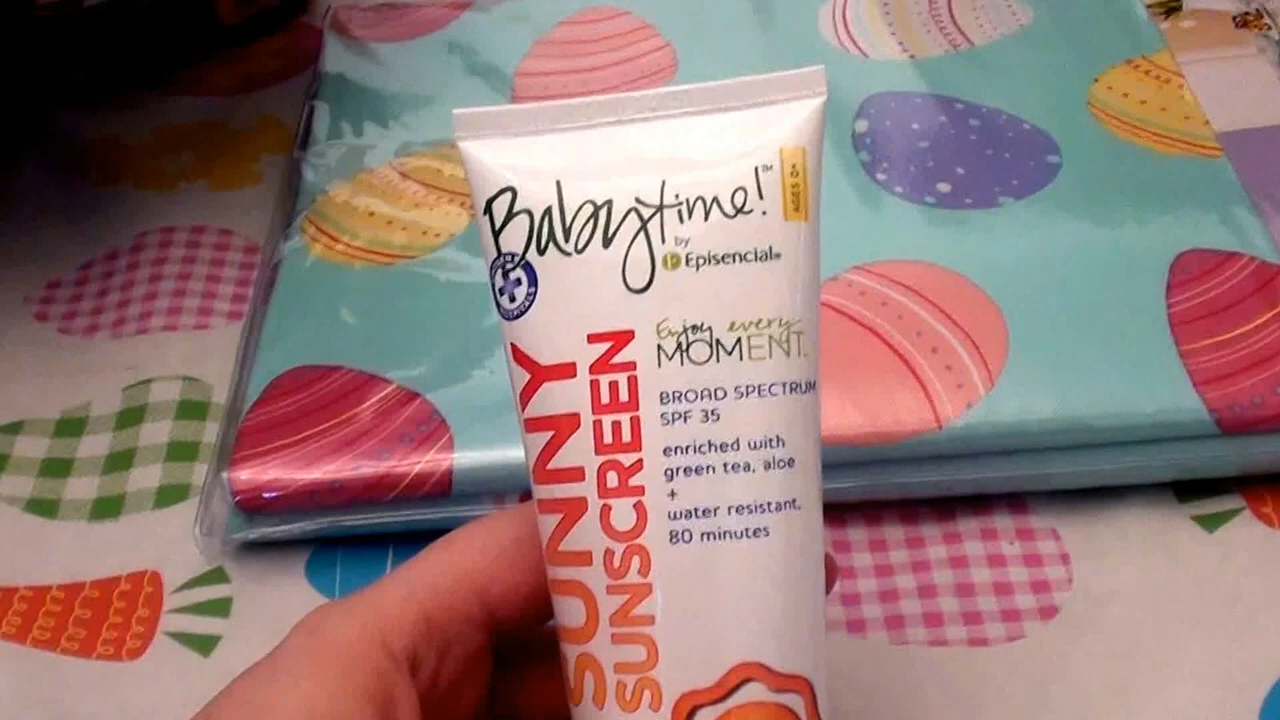 Babytime!™
AGES 0+
by
Episencial®
Enjoy every
MOMENT.
SUNNY
SUNSCREEN
BROAD SPECTRUM
SPF 35
enriched with
green tea, aloe
+
water resistant,
80 minutes